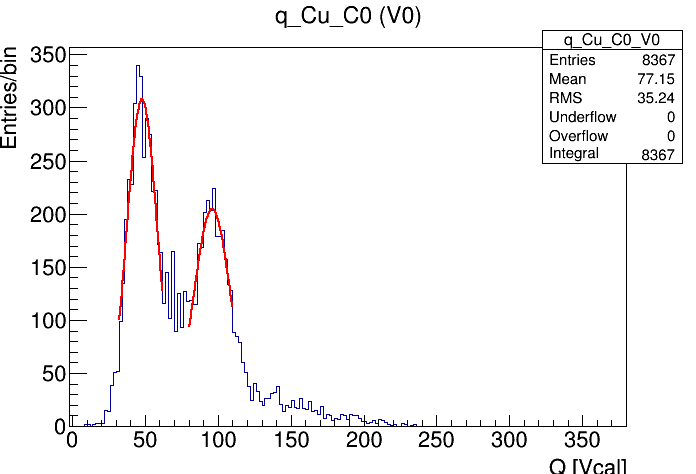 q_Cu_C0 (V0)
q_Cu_C0_V0
Entries 8367
Mean 77.15
RMS 35.24
Underflow 0
Overflow 0
Integral 8367
Entries/bin
350
300
250
200
150
100
50
0
0 50 100 150 200 250 300 350
Q [Vcal]